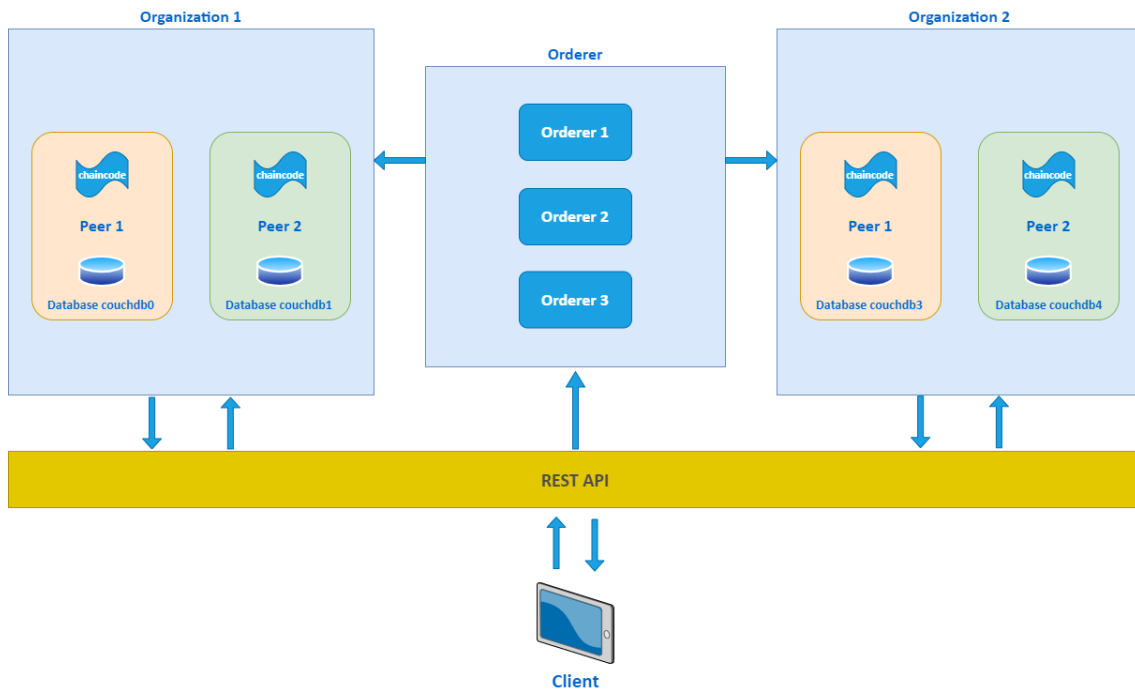 Organization 1
Orderer
Organization 2
Orderer 1
Orderer 2
Orderer 3
chaincode
Peer 1
Database couchdb0
chaincode
Peer 2
Database couchdb1
chaincode
Peer 1
Database couchdb3
chaincode
Peer 2
Database couchdb4
REST API
Client